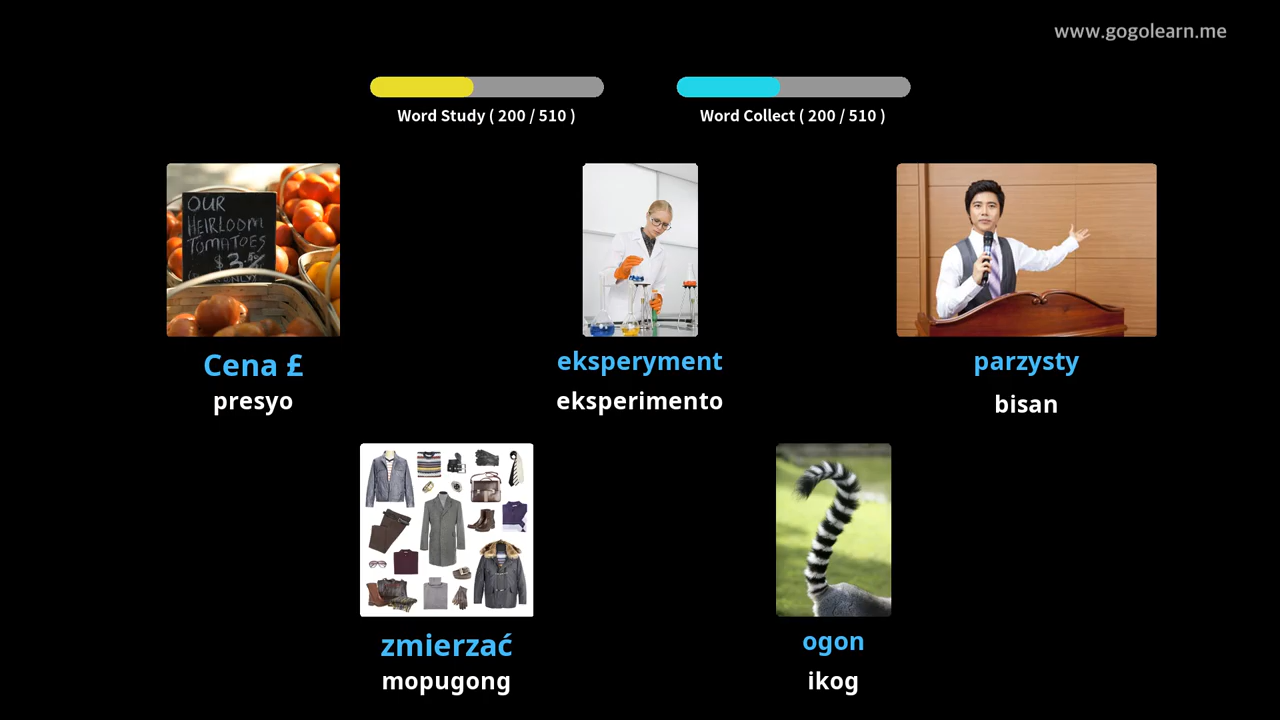 www.gogolearn.me
Word Study ( 200 / 510 )
Word Collect ( 200 / 510 )
OUR
HEIRLOOM
TOMATOES
Cena £
presyo
eksperyment
eksperimento
parzysty
bisan
zmierzać
mopugong
ogon
ikog